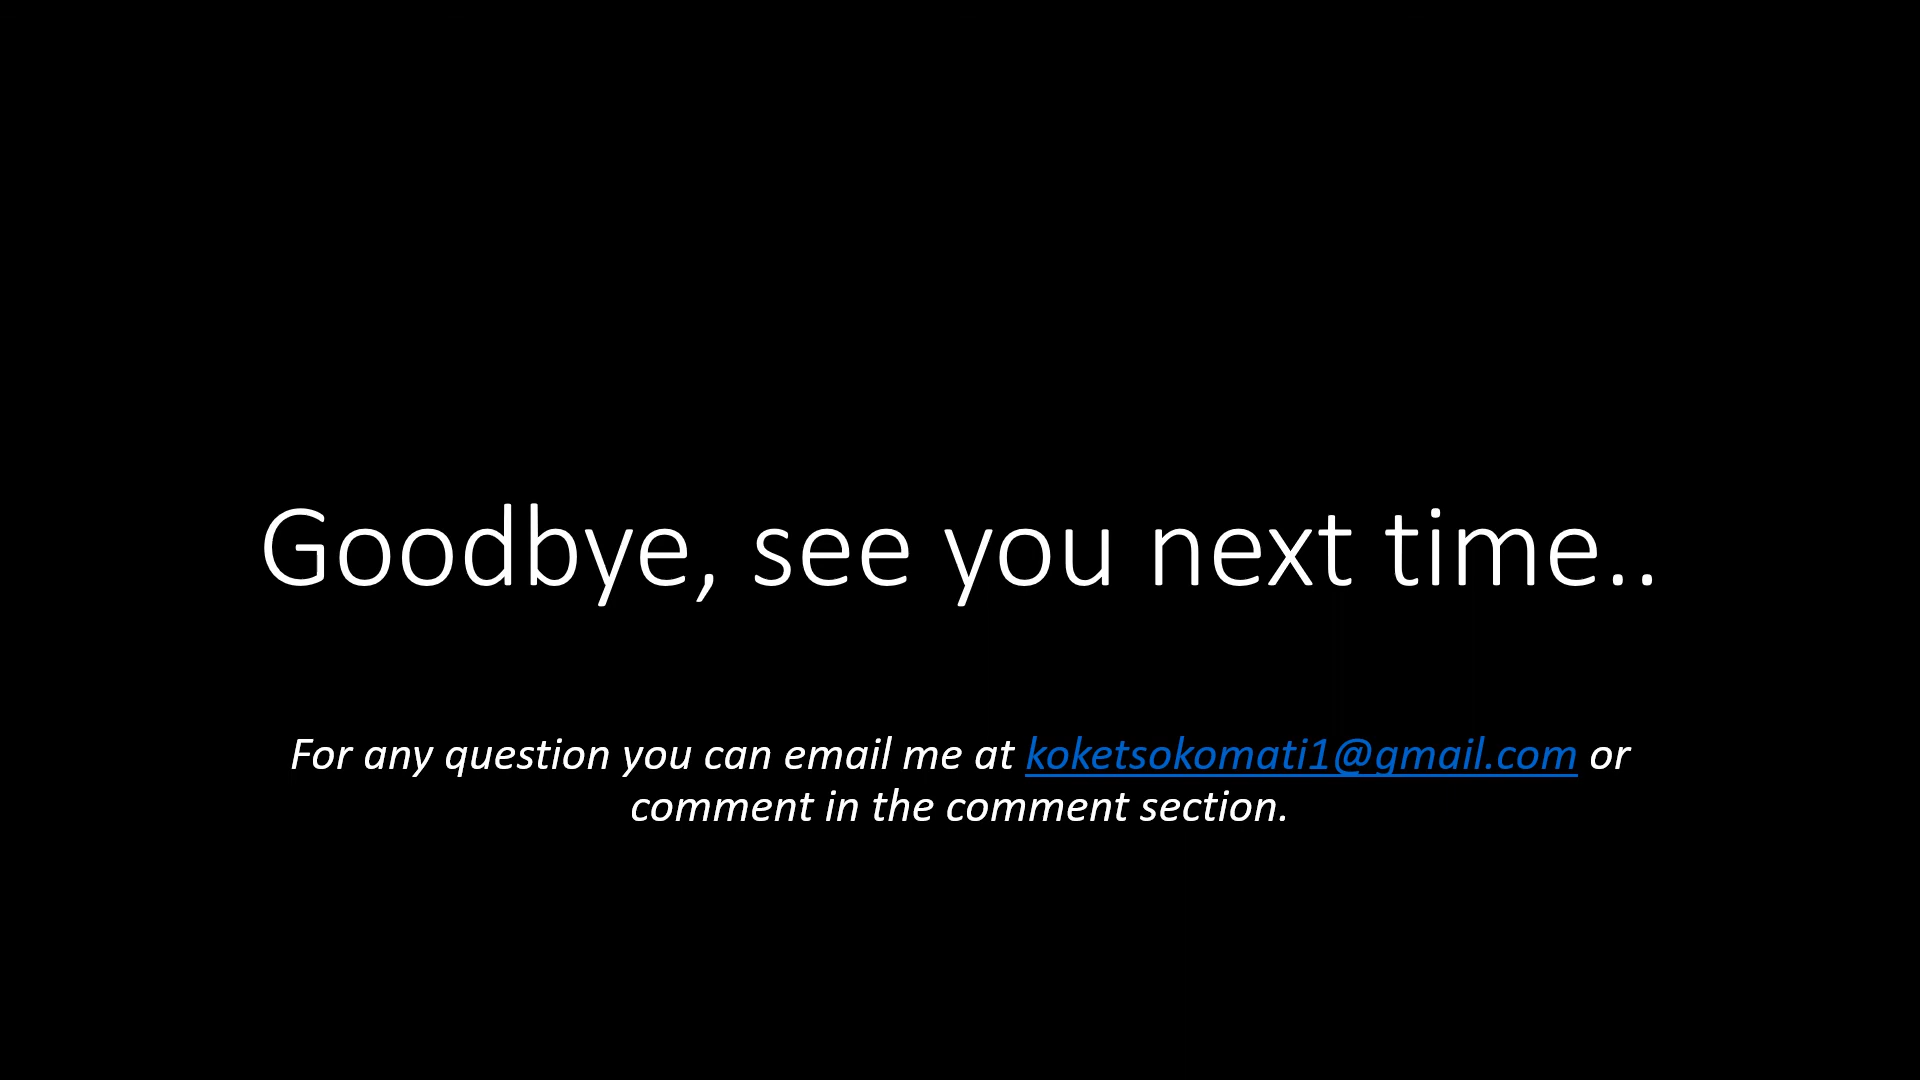 Goodbye, see you next time..
For any question you can email me at koketsokomati1@gmail.com or
comment in the comment section.